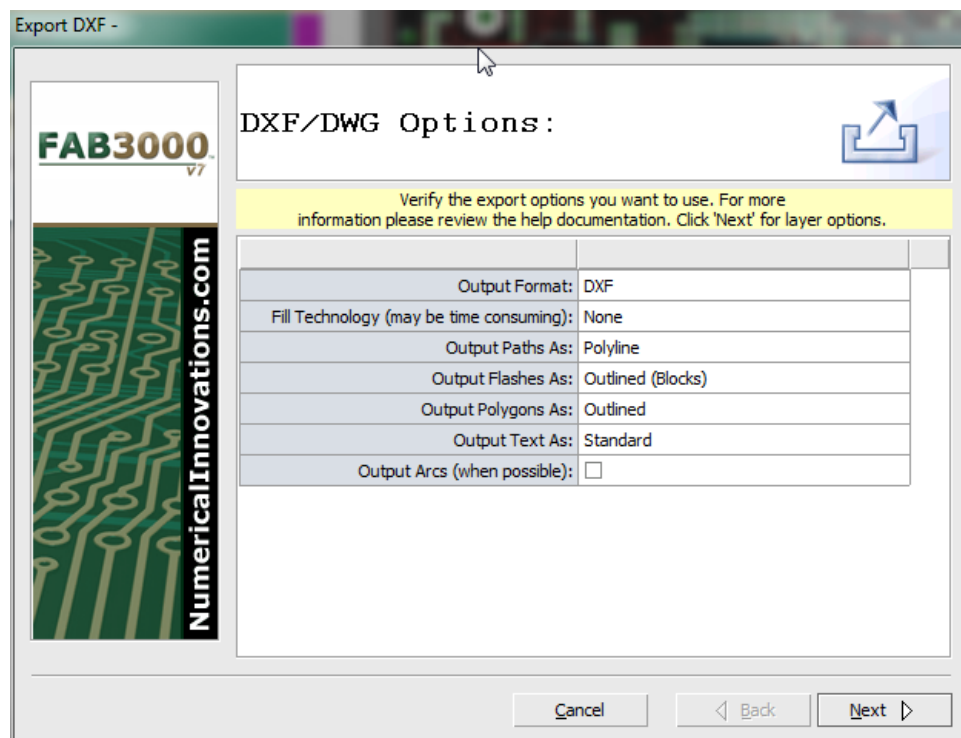 Export DXF -
FAB3000
v7
NumericalInnovations.com
DXF/DWG Options:
Verify the export options you want to use. For more
information please review the help documentation. Click 'Next' for layer options.
Output Format: DXF
Fill Technology (may be time consuming): None
Output Paths As: Polyline
Output Flashes As: Outlined (Blocks)
Output Polygons As: Outlined
Output Text As: Standard
Output Arcs (when possible):
Cancel Back Next